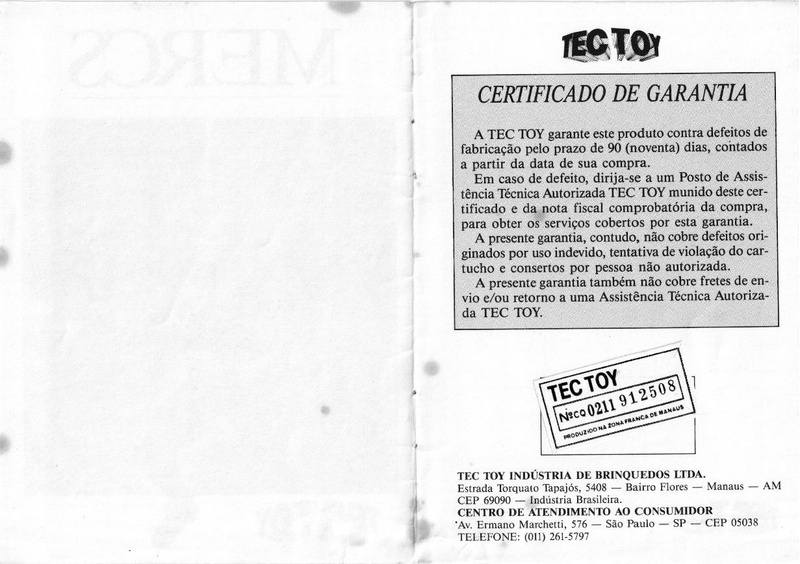 MERCS
TEC TOY
CERTIFICADO DE GARANTIA
A TEC TOY garante este produto contra defeitos de
fabricação pelo prazo de 90 (noventa) dias, contados
a partir da data de sua compra.
Em caso de defeito, dirija-se a um Posto de Assis-
tência Técnica Autorizada TEC TOY munido deste cer-
tificado e da nota fiscal comprobatória da compra,
para obter os serviços cobertos por esta garantia.
A presente garantia, contudo, não cobre defeitos ori-
ginados por uso indevido, tentativa de violação do car-
tucho e consertos por pessoa não autorizada.
A presente garantia também não cobre fretes de en-
vio e/ou retorno a uma Assistência Técnica Autoriza-
da TEC TOY.
TEC TOY
Nº CO 0211 912508
PRODUZIDO NA ZONA FRANCA DE MANAUS
TEC TOY INDÚSTRIA DE BRINQUEDOS LTDA.
Estrada Torquato Tapajós, 5408 — Bairro Flores — Manaus — AM
CEP 69090 — Indústria Brasileira.
CENTRO DE ATENDIMENTO AO CONSUMIDOR
Av. Ermano Marchetti, 576 — São Paulo — SP — CEP 05038
TELEFONE: (011) 261-5797